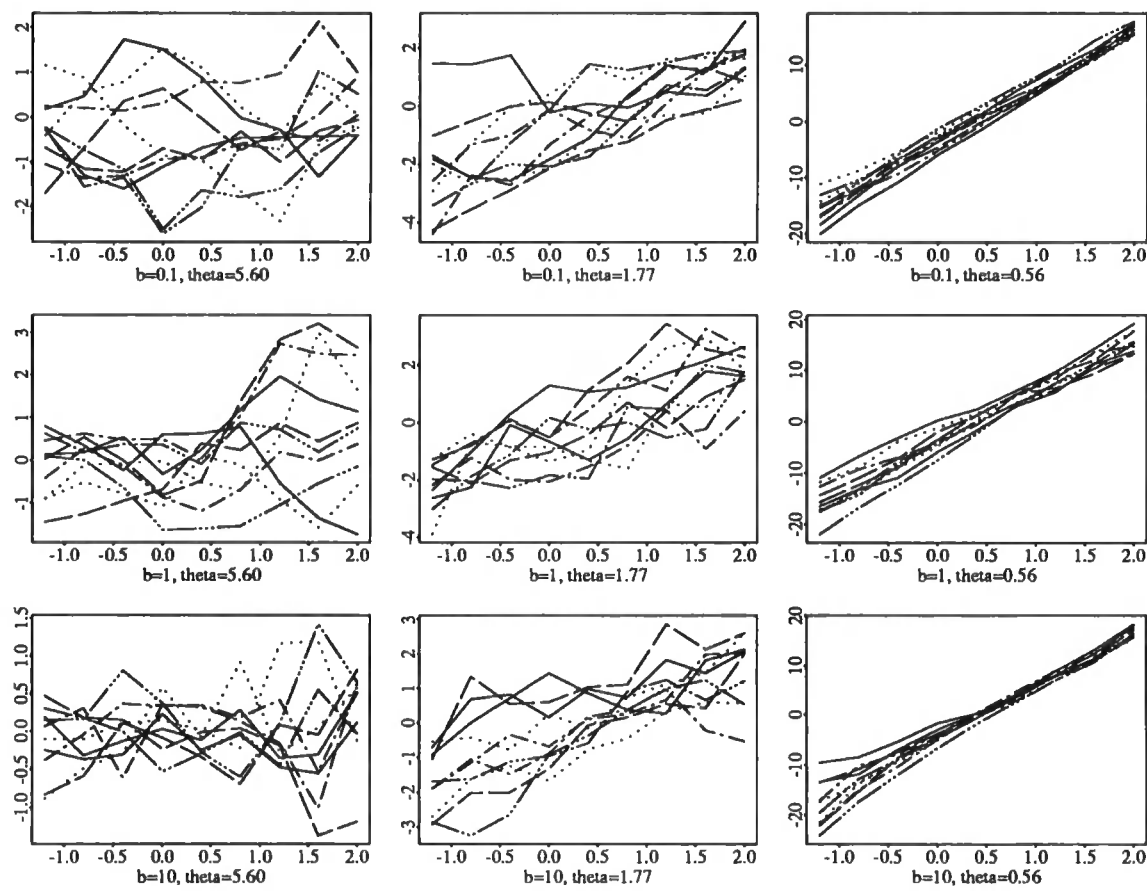 2
1
0
-1
-2
-1.0 -0.5 0.0 0.5 1.0 1.5 2.0
b=0.1, theta=5.60
2
0
-2
-4
-1.0 -0.5 0.0 0.5 1.0 1.5 2.0
b=0.1, theta=1.77
10
0
-10
-20
-1.0 -0.5 0.0 0.5 1.0 1.5 2.0
b=0.1, theta=0.56
3
2
1
0
-1
-1.0 -0.5 0.0 0.5 1.0 1.5 2.0
b=1, theta=5.60
2
0
-2
-4
-1.0 -0.5 0.0 0.5 1.0 1.5 2.0
b=1, theta=1.77
20
10
0
-10
-20
-1.0 -0.5 0.0 0.5 1.0 1.5 2.0
b=1, theta=0.56
1.5
1.0
0.5
0.0
-0.5
-1.0
-1.0 -0.5 0.0 0.5 1.0 1.5 2.0
b=10, theta=5.60
3
2
1
0
-1
-2
-3
-1.0 -0.5 0.0 0.5 1.0 1.5 2.0
b=10, theta=1.77
20
10
0
-10
-20
-1.0 -0.5 0.0 0.5 1.0 1.5 2.0
b=10, theta=0.56